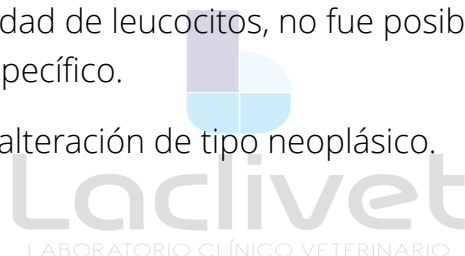 dad de leucocitos, no fue posib
pecífico.
alteración de tipo neoplásico.
Laclivet
LABORATORIO CLÍNICO VETERINARIO